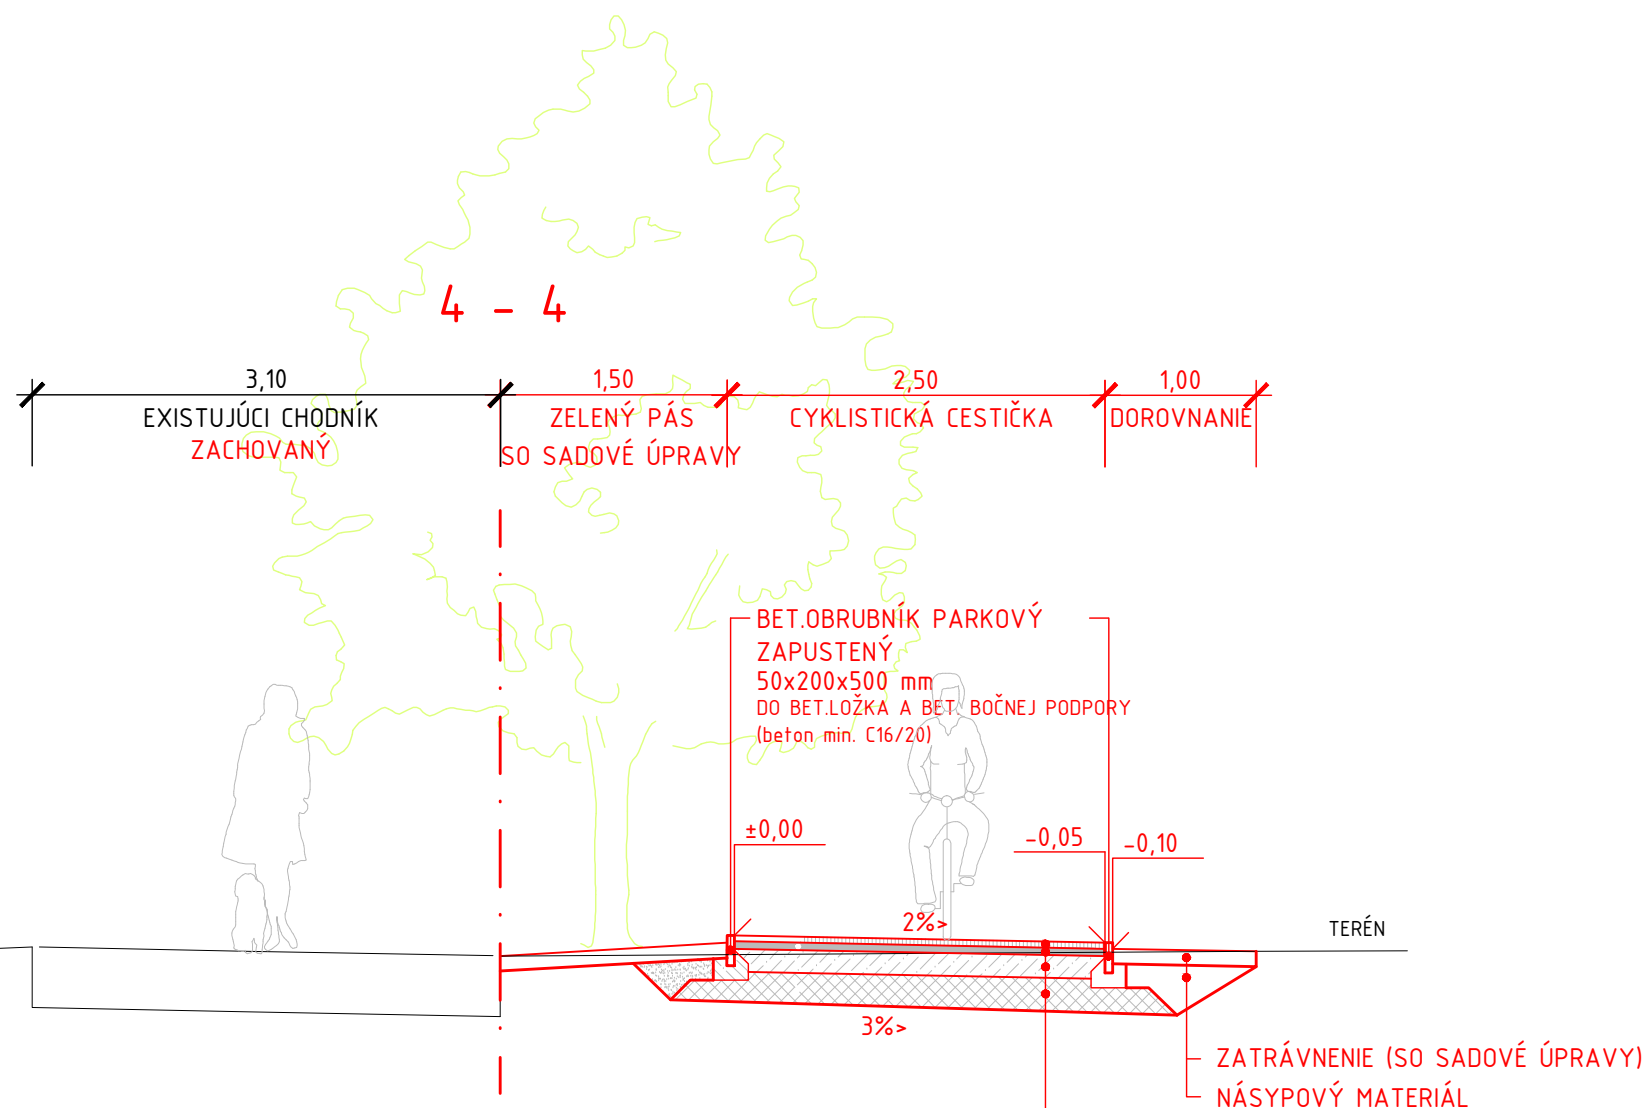 4 - 4
3,10
1,50
2,50
1,00
EXISTUJÚCI CHODNÍK
ZACHOVANÝ
ZELENÝ PÁS
SO SADOVÉ ÚPRAVY
CYKLISTICKÁ CESTIČKA
DOROVNANIE
BET.OBRUBNÍK PARKOVÝ
ZAPUSTENÝ
50x200x500 mm
DO BET.LOŽKA A BET. BOČNEJ PODPORY
(beton min. C16/20)
±0,00
-0,05
-0,10
2%>
TERÉN
3%>
ZATRÁVNENIE (SO SADOVÉ ÚPRAVY)
NÁSYPOVÝ MATERIÁL